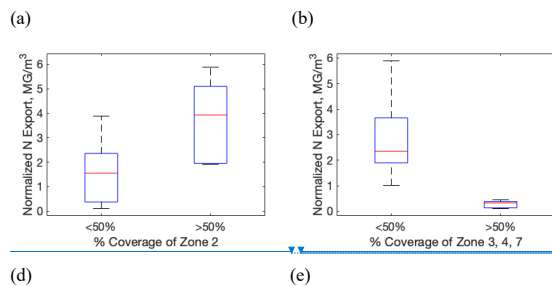 (a)
(b)
Normalized N Export, MG/m³
6
5
4
3
2
1
0
<50%
>50%
% Coverage of Zone 2
Normalized N Export, MG/m³
6
5
4
3
2
1
0
<50%
>50%
% Coverage of Zone 3, 4, 7
(d)
(e)